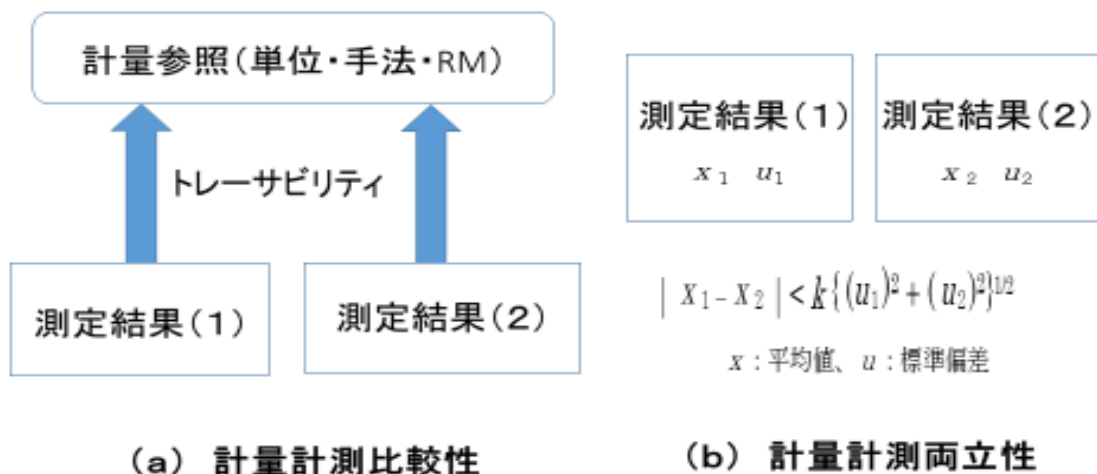 計量参照(単位・手法・RM)
トレーサビリティ
測定結果(1)
測定結果(2)
(a) 計量計測比較性
測定結果(1)
x₁ u₁
測定結果(2)
x₂ u₂
| X₁ − X₂ | < k{(u₁)² + (u₂)²}^1/2
x:平均値、u:標準偏差
(b) 計量計測両立性